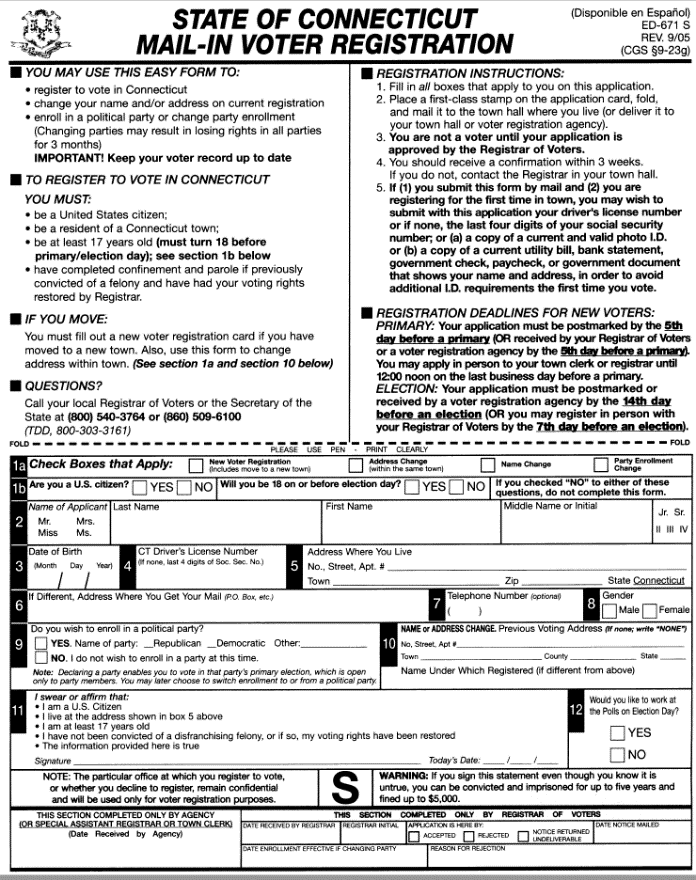 STATE OF CONNECTICUT
MAIL-IN VOTER REGISTRATION
(Disponible en Español)
ED-671 S
REV. 9/05
(CGS §9-23g)
■ YOU MAY USE THIS EASY FORM TO:
• register to vote in Connecticut
• change your name and/or address on current registration
• enroll in a political party or change party enrollment
(Changing parties may result in losing rights in all parties
for 3 months)
IMPORTANT! Keep your voter record up to date
■ TO REGISTER TO VOTE IN CONNECTICUT
YOU MUST:
• be a United States citizen;
• be a resident of a Connecticut town;
• be at least 17 years old (must turn 18 before
primary/election day); see section 1b below
• have completed confinement and parole if previously
convicted of a felony and have had your voting rights
restored by Registrar.
■ IF YOU MOVE:
You must fill out a new voter registration card if you have
moved to a new town. Also, use this form to change
address within town. (See section 1a and section 10 below)
■ QUESTIONS?
Call your local Registrar of Voters or the Secretary of the
State at (800) 540-3764 or (860) 509-6100
(TDD, 800-303-3161)
■ REGISTRATION INSTRUCTIONS:
1. Fill in all boxes that apply to you on this application.
2. Place a first-class stamp on the application card, fold,
and mail it to the town hall where you live (or deliver it to
your town hall or voter registration agency).
3. You are not a voter until your application is
approved by the Registrar of Voters.
4. You should receive a confirmation within 3 weeks.
If you do not, contact the Registrar in your town hall.
5. If (1) you submit this form by mail and (2) you are
registering for the first time in town, you may wish to
submit with this application your driver's license number
or if none, the last four digits of your social security
number; or (a) a copy of a current and valid photo I.D.
or (b) a copy of a current utility bill, bank statement,
government check, paycheck, or government document
that shows your name and address, in order to avoid
additional I.D. requirements the first time you vote.
■ REGISTRATION DEADLINES FOR NEW VOTERS:
PRIMARY: Your application must be postmarked by the 5th
day before a primary (OR received by your Registrar of Voters
or a voter registration agency by the 5th day before a primary).
You may apply in person to your town clerk or registrar until
12:00 noon on the last business day before a primary.
ELECTION: Your application must be postmarked or
received by a voter registration agency by the 14th day
before an election (OR you may register in person with
your Registrar of Voters by the 7th day before an election).
FOLD FOLD
PLEASE USE PEN - PRINT CLEARLY
1a Check Boxes that Apply:
New Voter Registration
(Includes move to a new town)
Address Change
(within the same town)
Name Change
Party Enrollment
Change
1b Are you a U.S. citizen? YES NO Will you be 18 on or before election day? YES NO
If you checked "NO" to either of these
questions, do not complete this form.
2 Name of Applicant
Mr. Mrs.
Miss Ms.
Last Name
First Name
Middle Name or Initial
Jr. Sr.
II III IV
3 Date of Birth
(Month Day Year)
/ /
4 CT Driver's License Number
(If none, last 4 digits of Soc. Sec. No.)
5 Address Where You Live
No., Street, Apt. #
Town Zip State Connecticut
6 If Different, Address Where You Get Your Mail (P.O. Box, etc.)
7 Telephone Number (optional)
( )
8 Gender
Male Female
9 Do you wish to enroll in a political party?
YES. Name of party: __Republican __Democratic Other:
NO. I do not wish to enroll in a party at this time.
Note: Declaring a party enables you to vote in that party's primary election, which is open
only to party members. You may later choose to switch enrollment to or from a political party.
10 NAME or ADDRESS CHANGE. Previous Voting Address (If none; write "NONE")
No, Street, Apt #
Town County State
Name Under Which Registered (if different from above)
11 I swear or affirm that:
• I am a U.S. Citizen
• I live at the address shown in box 5 above
• I am at least 17 years old
• I have not been convicted of a disfranchising felony, or if so, my voting rights have been restored
• The information provided here is true
Signature Today's Date: / /
12 Would you like to work at
the Polls on Election Day?
YES
NO
NOTE: The particular office at which you register to vote,
or whether you decline to register, remain confidential
and will be used only for voter registration purposes.
S
WARNING: If you sign this statement even though you know it is
untrue, you can be convicted and imprisoned for up to five years and
fined up to $5,000.
THIS SECTION COMPLETED ONLY BY AGENCY
(OR SPECIAL ASSISTANT REGISTRAR OR TOWN CLERK)
(Date Received by Agency)
THIS SECTION COMPLETED ONLY BY REGISTRAR OF VOTERS
DATE RECEIVED BY REGISTRAR
REGISTRAR INITIAL
APPLICATION IS HERE BY:
ACCEPTED REJECTED
NOTICE RETURNED
UNDELIVERABLE
DATE NOTICE MAILED
DATE ENROLLMENT EFFECTIVE IF CHANGING PARTY
REASON FOR REJECTION